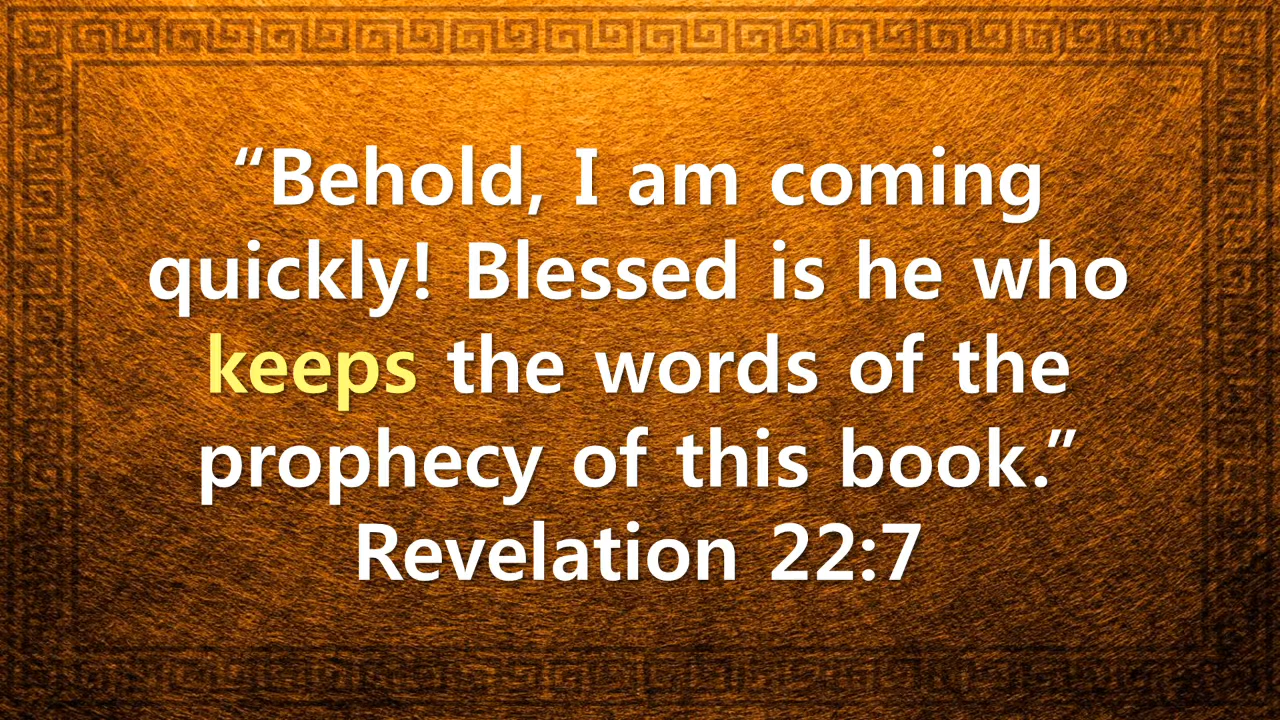 “Behold, I am coming
quickly! Blessed is he who
keeps the words of the
prophecy of this book.”
Revelation 22:7